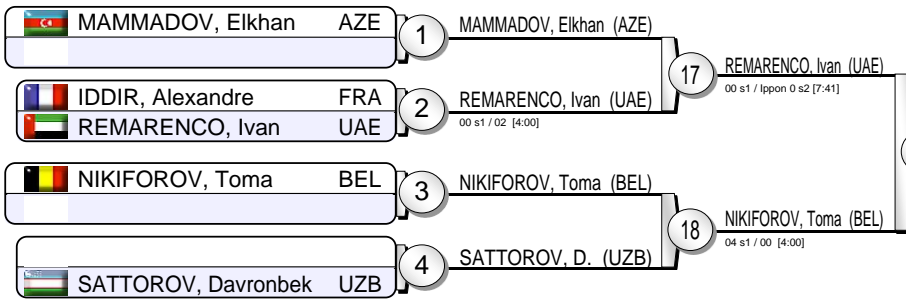 MAMMADOV, Elkhan AZE
1
MAMMADOV, Elkhan (AZE)
17
REMARENCO, Ivan (UAE)
00 s1 / Ippon 0 s2 [7:41]
IDDIR, Alexandre FRA
REMARENCO, Ivan UAE
2
REMARENCO, Ivan (UAE)
00 s1 / 02 [4:00]
NIKIFOROV, Toma BEL
3
NIKIFOROV, Toma (BEL)
18
NIKIFOROV, Toma (BEL)
04 s1 / 00 [4:00]
SATTOROV, Davronbek UZB
4
SATTOROV, D. (UZB)